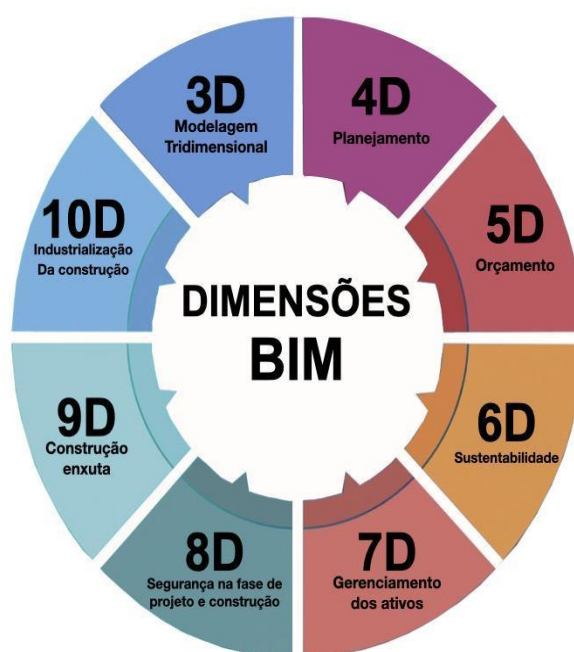 DIMENSÕES
BIM
3D
Modelagem
Tridimensional
4D
Planejamento
5D
Orçamento
6D
Sustentabilidade
7D
Gerenciamento
dos ativos
8D
Segurança na fase de
projeto e construção
9D
Construção
enxuta
10D
Industrialização
Da construção